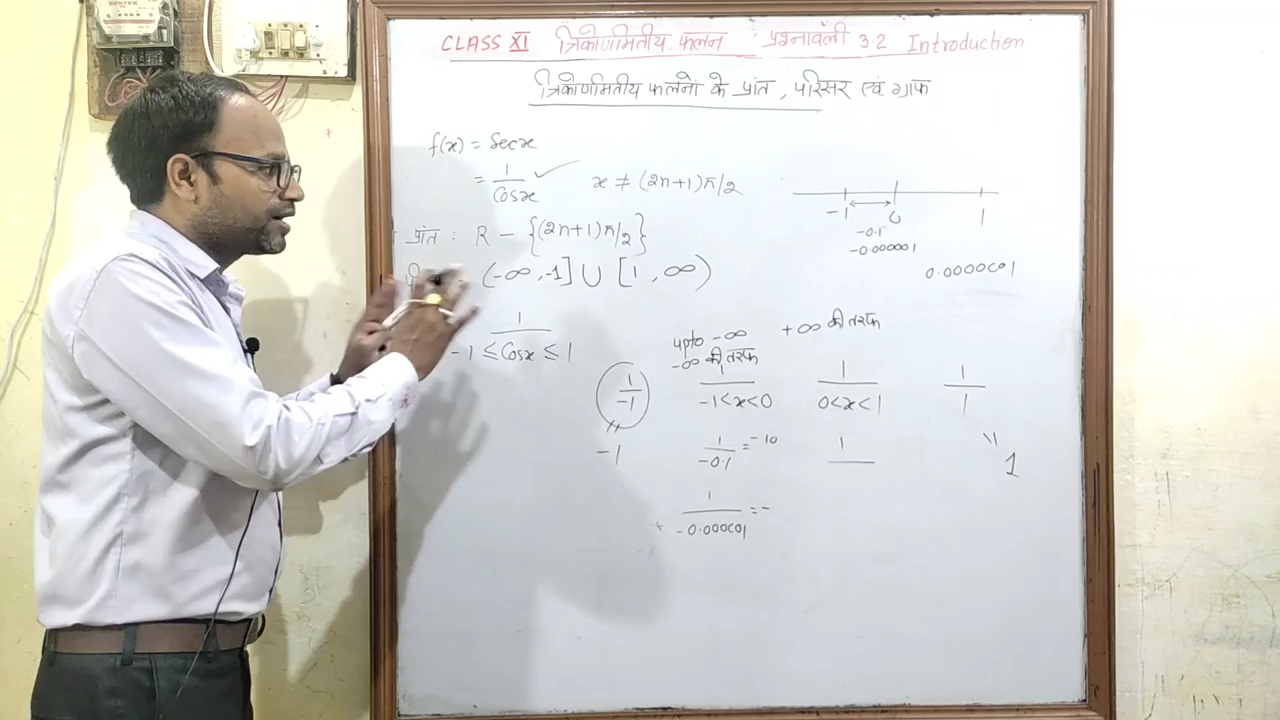 CLASS XI त्रिकोणमितीय फलन प्रश्नावली 3.2 Introduction
त्रिकोणमितीय फलनो के प्रांत, परिसर एवं ग्राफ
f(x) = Secx
= 1/Cosx ✓ x ≠ (2n+1)π/2
-1 0 1
-0.1
-0.000001
0.000001
प्रांत : R - {(2n+1)π/2}
(-∞, -1] ∪ [1, ∞)
1
-1 ≤ Cosx ≤ 1
upto -∞
-∞ की तरफ +∞ की तरफ
1/-1 1/-1<x<0 1/0<x<1 1/1
-1 1/-0.1 = -10 1 1
1/-0.000001 = -